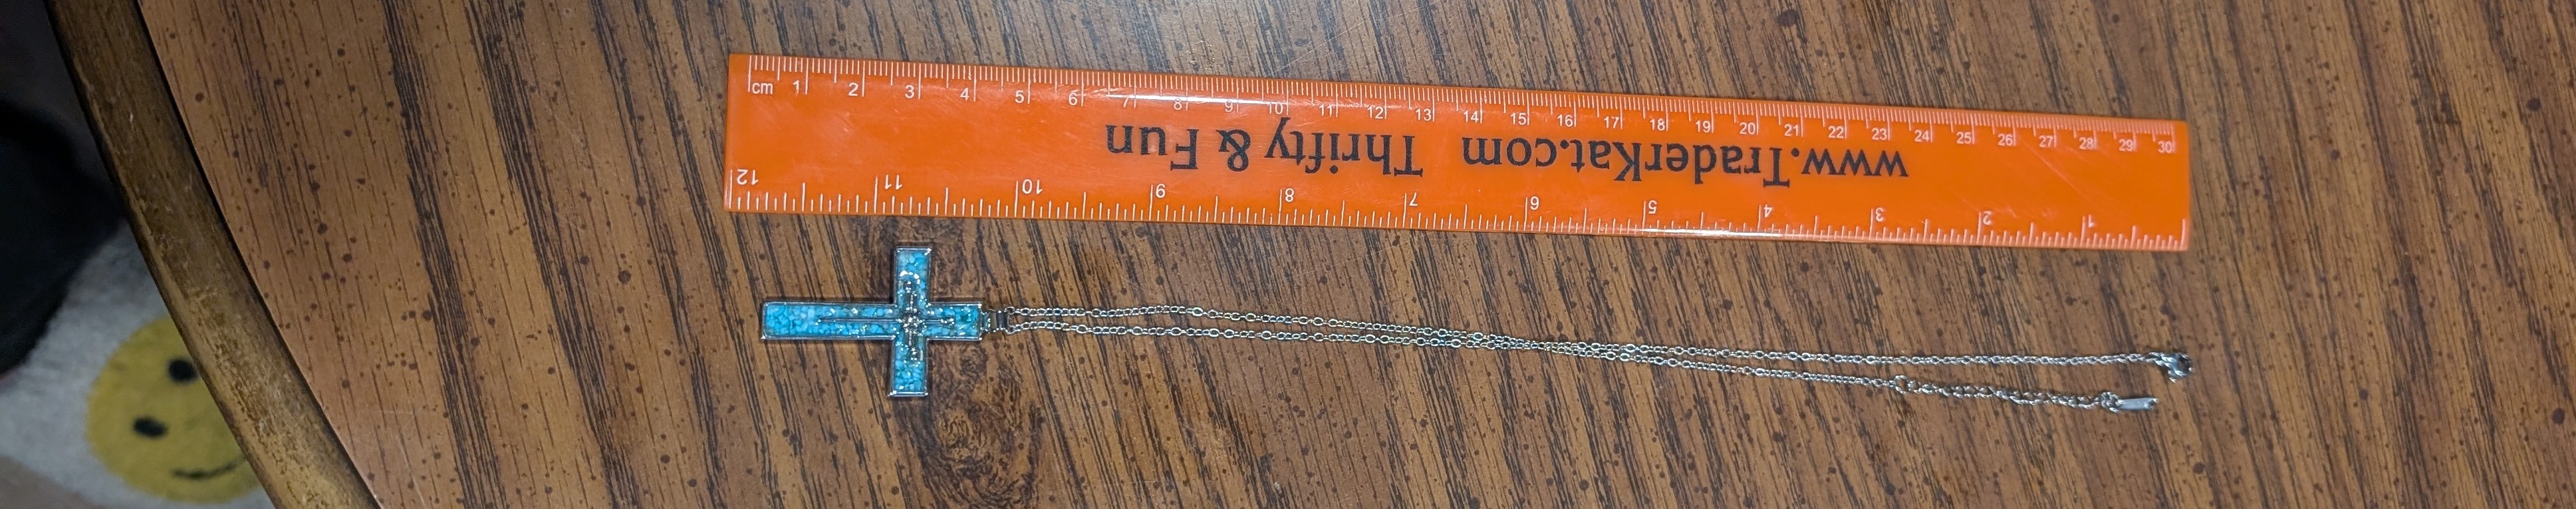 cm 1 2 3 4 5 6 7 8 9 10 11 12 13 14 15 16 17 18 19 20 21 22 23 24 25 26 27 28 29 30
www.TraderKat.com Thrifty & Fun
1 2 3 4 5 6 7 8 9 10 11 12